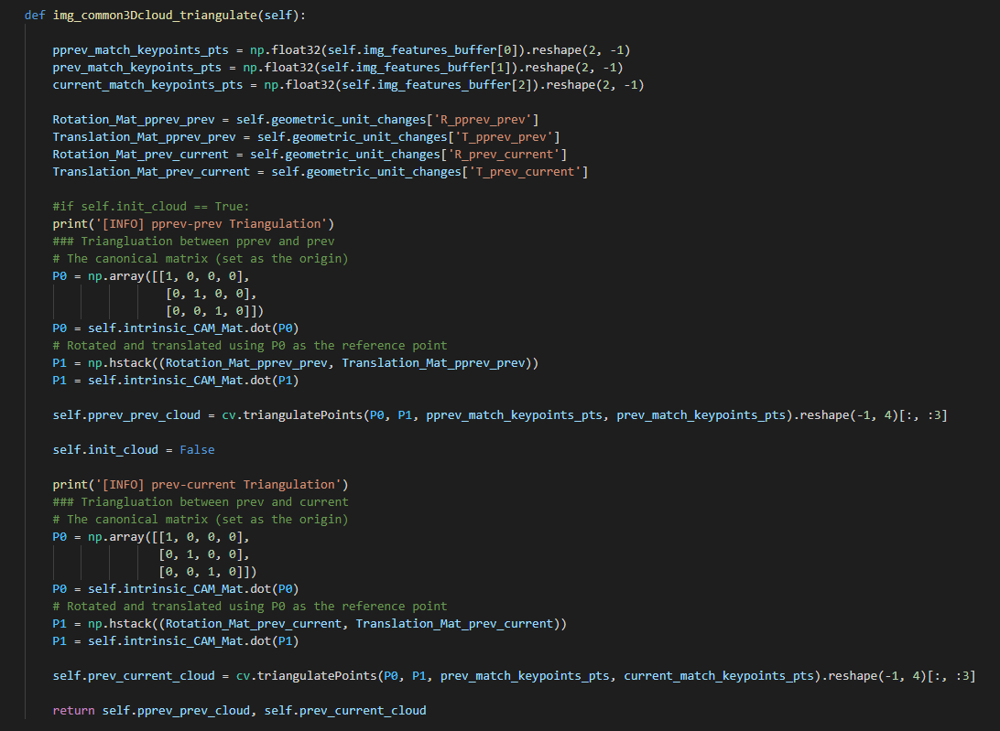 def img_common3Dcloud_triangulate(self):
pprev_match_keypoints_pts = np.float32(self.img_features_buffer[0]).reshape(2, -1)
prev_match_keypoints_pts = np.float32(self.img_features_buffer[1]).reshape(2, -1)
current_match_keypoints_pts = np.float32(self.img_features_buffer[2]).reshape(2, -1)
Rotation_Mat_pprev_prev = self.geometric_unit_changes['R_pprev_prev']
Translation_Mat_pprev_prev = self.geometric_unit_changes['T_pprev_prev']
Rotation_Mat_prev_current = self.geometric_unit_changes['R_prev_current']
Translation_Mat_prev_current = self.geometric_unit_changes['T_prev_current']
#if self.init_cloud == True:
print('[INFO] pprev-prev Triangulation')
### Triangluation between pprev and prev
# The canonical matrix (set as the origin)
P0 = np.array([[1, 0, 0, 0],
[0, 1, 0, 0],
[0, 0, 1, 0]])
P0 = self.intrinsic_CAM_Mat.dot(P0)
# Rotated and translated using P0 as the reference point
P1 = np.hstack((Rotation_Mat_pprev_prev, Translation_Mat_pprev_prev))
P1 = self.intrinsic_CAM_Mat.dot(P1)
self.pprev_prev_cloud = cv.triangulatePoints(P0, P1, pprev_match_keypoints_pts, prev_match_keypoints_pts).reshape(-1, 4)[:, :3]
self.init_cloud = False
print('[INFO] prev-current Triangulation')
### Triangluation between prev and current
# The canonical matrix (set as the origin)
P0 = np.array([[1, 0, 0, 0],
[0, 1, 0, 0],
[0, 0, 1, 0]])
P0 = self.intrinsic_CAM_Mat.dot(P0)
# Rotated and translated using P0 as the reference point
P1 = np.hstack((Rotation_Mat_prev_current, Translation_Mat_prev_current))
P1 = self.intrinsic_CAM_Mat.dot(P1)
self.prev_current_cloud = cv.triangulatePoints(P0, P1, prev_match_keypoints_pts, current_match_keypoints_pts).reshape(-1, 4)[:, :3]
return self.pprev_prev_cloud, self.prev_current_cloud